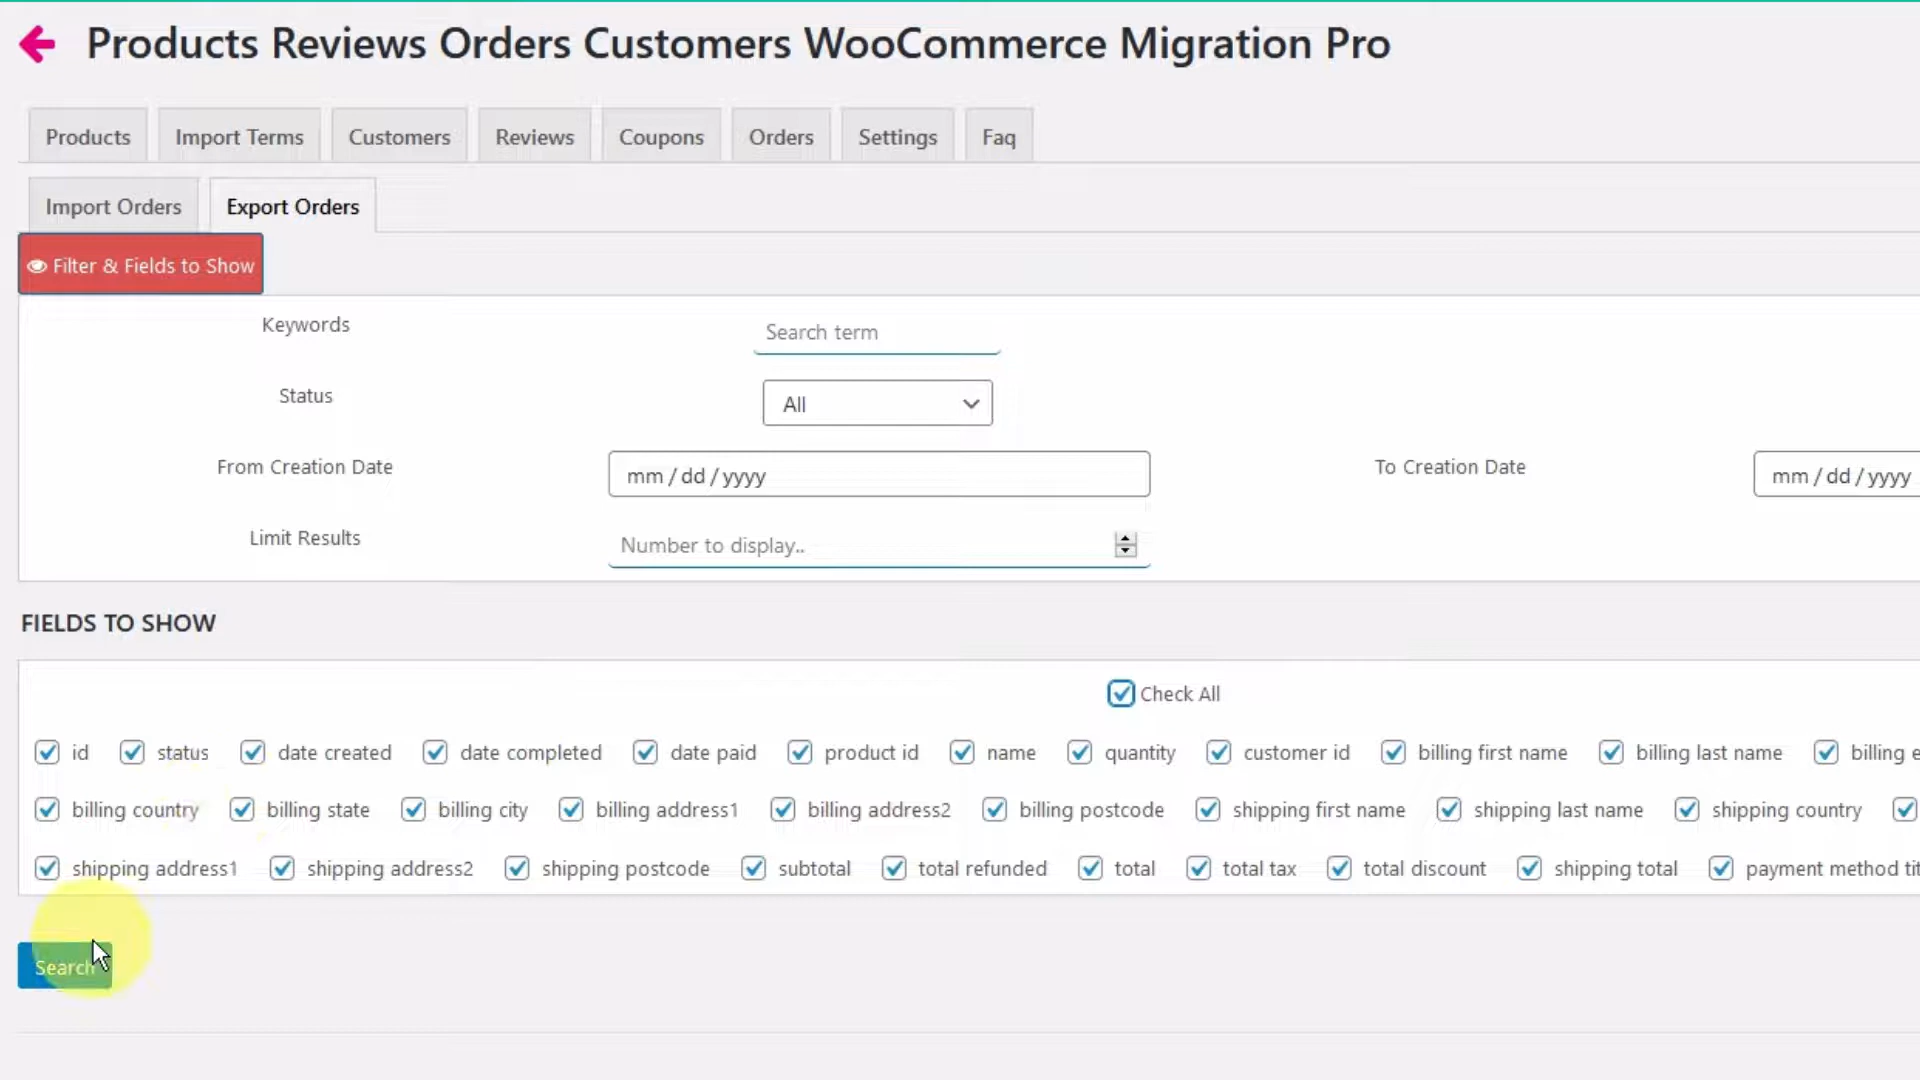 Products Reviews Orders Customers WooCommerce Migration Pro
Products Import Terms Customers Reviews Coupons Orders Settings Faq
Import Orders Export Orders
Filter & Fields to Show
Keywords Search term
Status All
From Creation Date mm/dd/yyyy To Creation Date mm/dd/yyyy
Limit Results Number to display..
FIELDS TO SHOW
Check All
id status date created date completed date paid product id name quantity customer id billing first name billing last name billing
billing country billing state billing city billing address1 billing address2 billing postcode shipping first name shipping last name shipping country
shipping address1 shipping address2 shipping postcode subtotal total refunded total total tax total discount shipping total payment method
Search